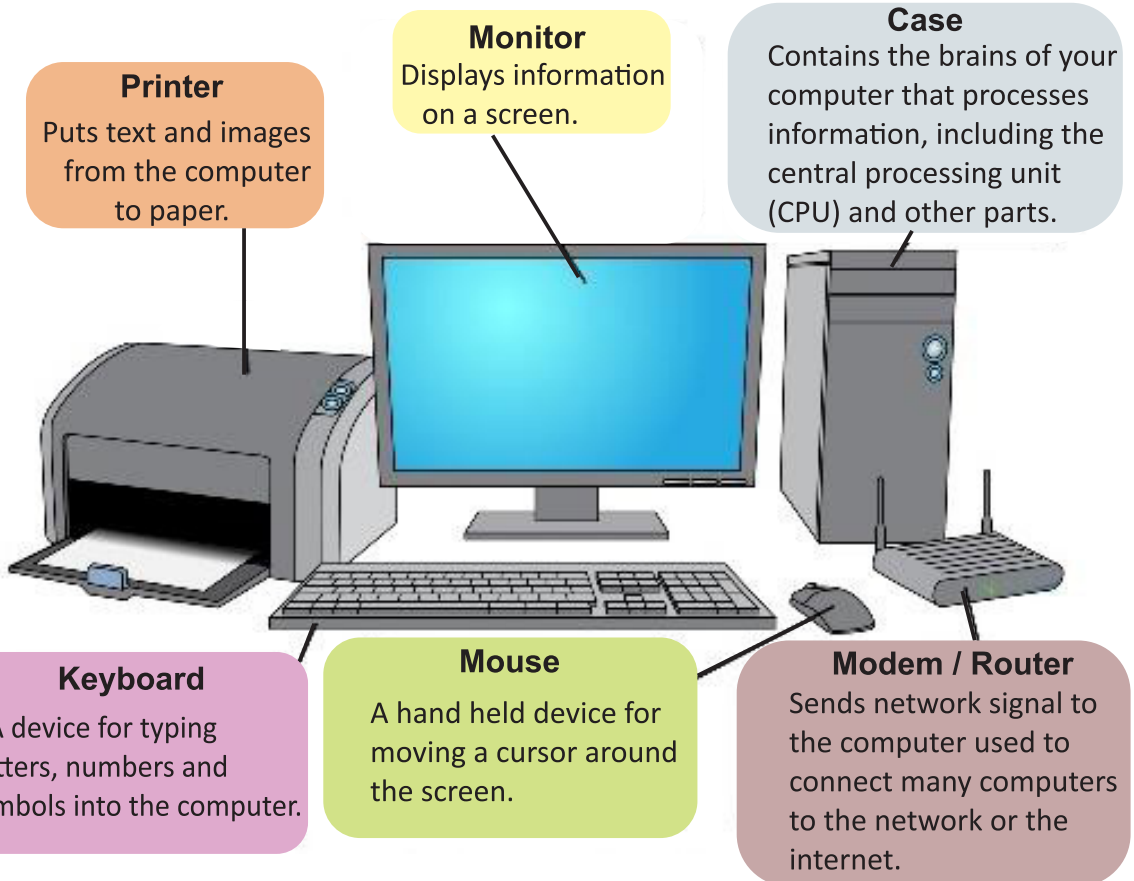 Printer
Puts text and images
from the computer
to paper.
Monitor
Displays information
on a screen.
Case
Contains the brains of your
computer that processes
information, including the
central processing unit
(CPU) and other parts.
Keyboard
A device for typing
tters, numbers and
mbols into the computer.
Mouse
A hand held device for
moving a cursor around
the screen.
Modem / Router
Sends network signal to
the computer used to
connect many computers
to the network or the
internet.